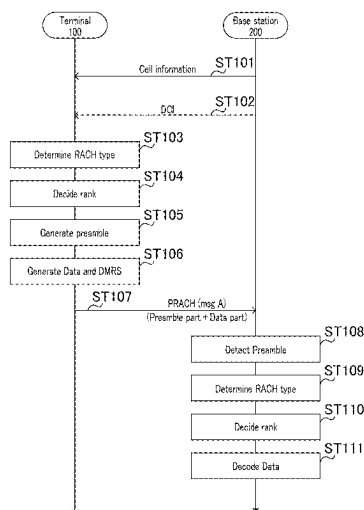 Terminal
100
Base station
200
ST101
Cell information
ST102
DCI
ST103
Determine RACH type
ST104
Decide rank
ST105
Generate preamble
ST106
Generate Data and DMRS
ST107
PRACH (msg A)
(Preamble part + Data part)
ST108
Detect Preamble
ST109
Determine RACH type
ST110
Decide rank
ST111
Decode Data